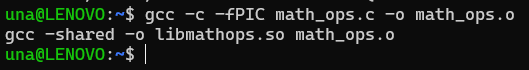 una@LENOVO:~$ gcc -c -fPIC math_ops.c -o math_ops.o
gcc -shared -o libmathops.so math_ops.o
una@LENOVO:~$